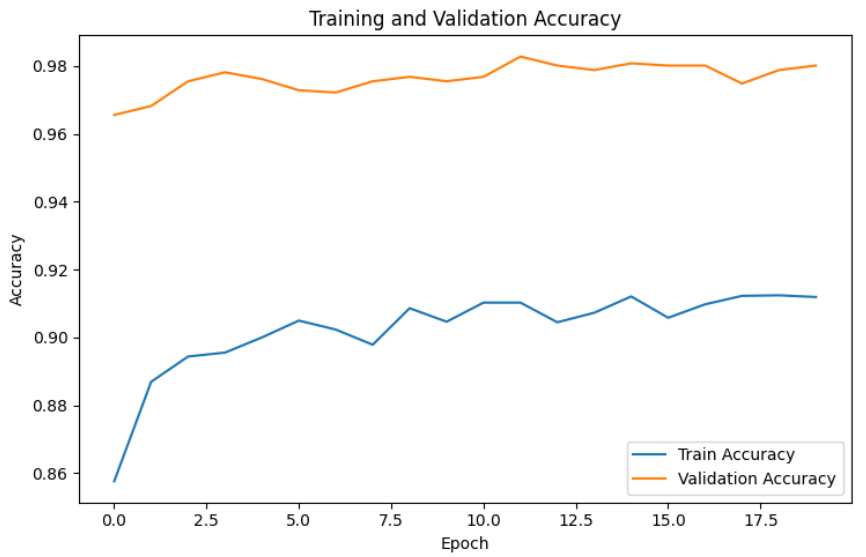 Training and Validation Accuracy
Accuracy
0.98
0.96
0.94
0.92
0.90
0.88
0.86
Train Accuracy
Validation Accuracy
0.0 2.5 5.0 7.5 10.0 12.5 15.0 17.5
Epoch